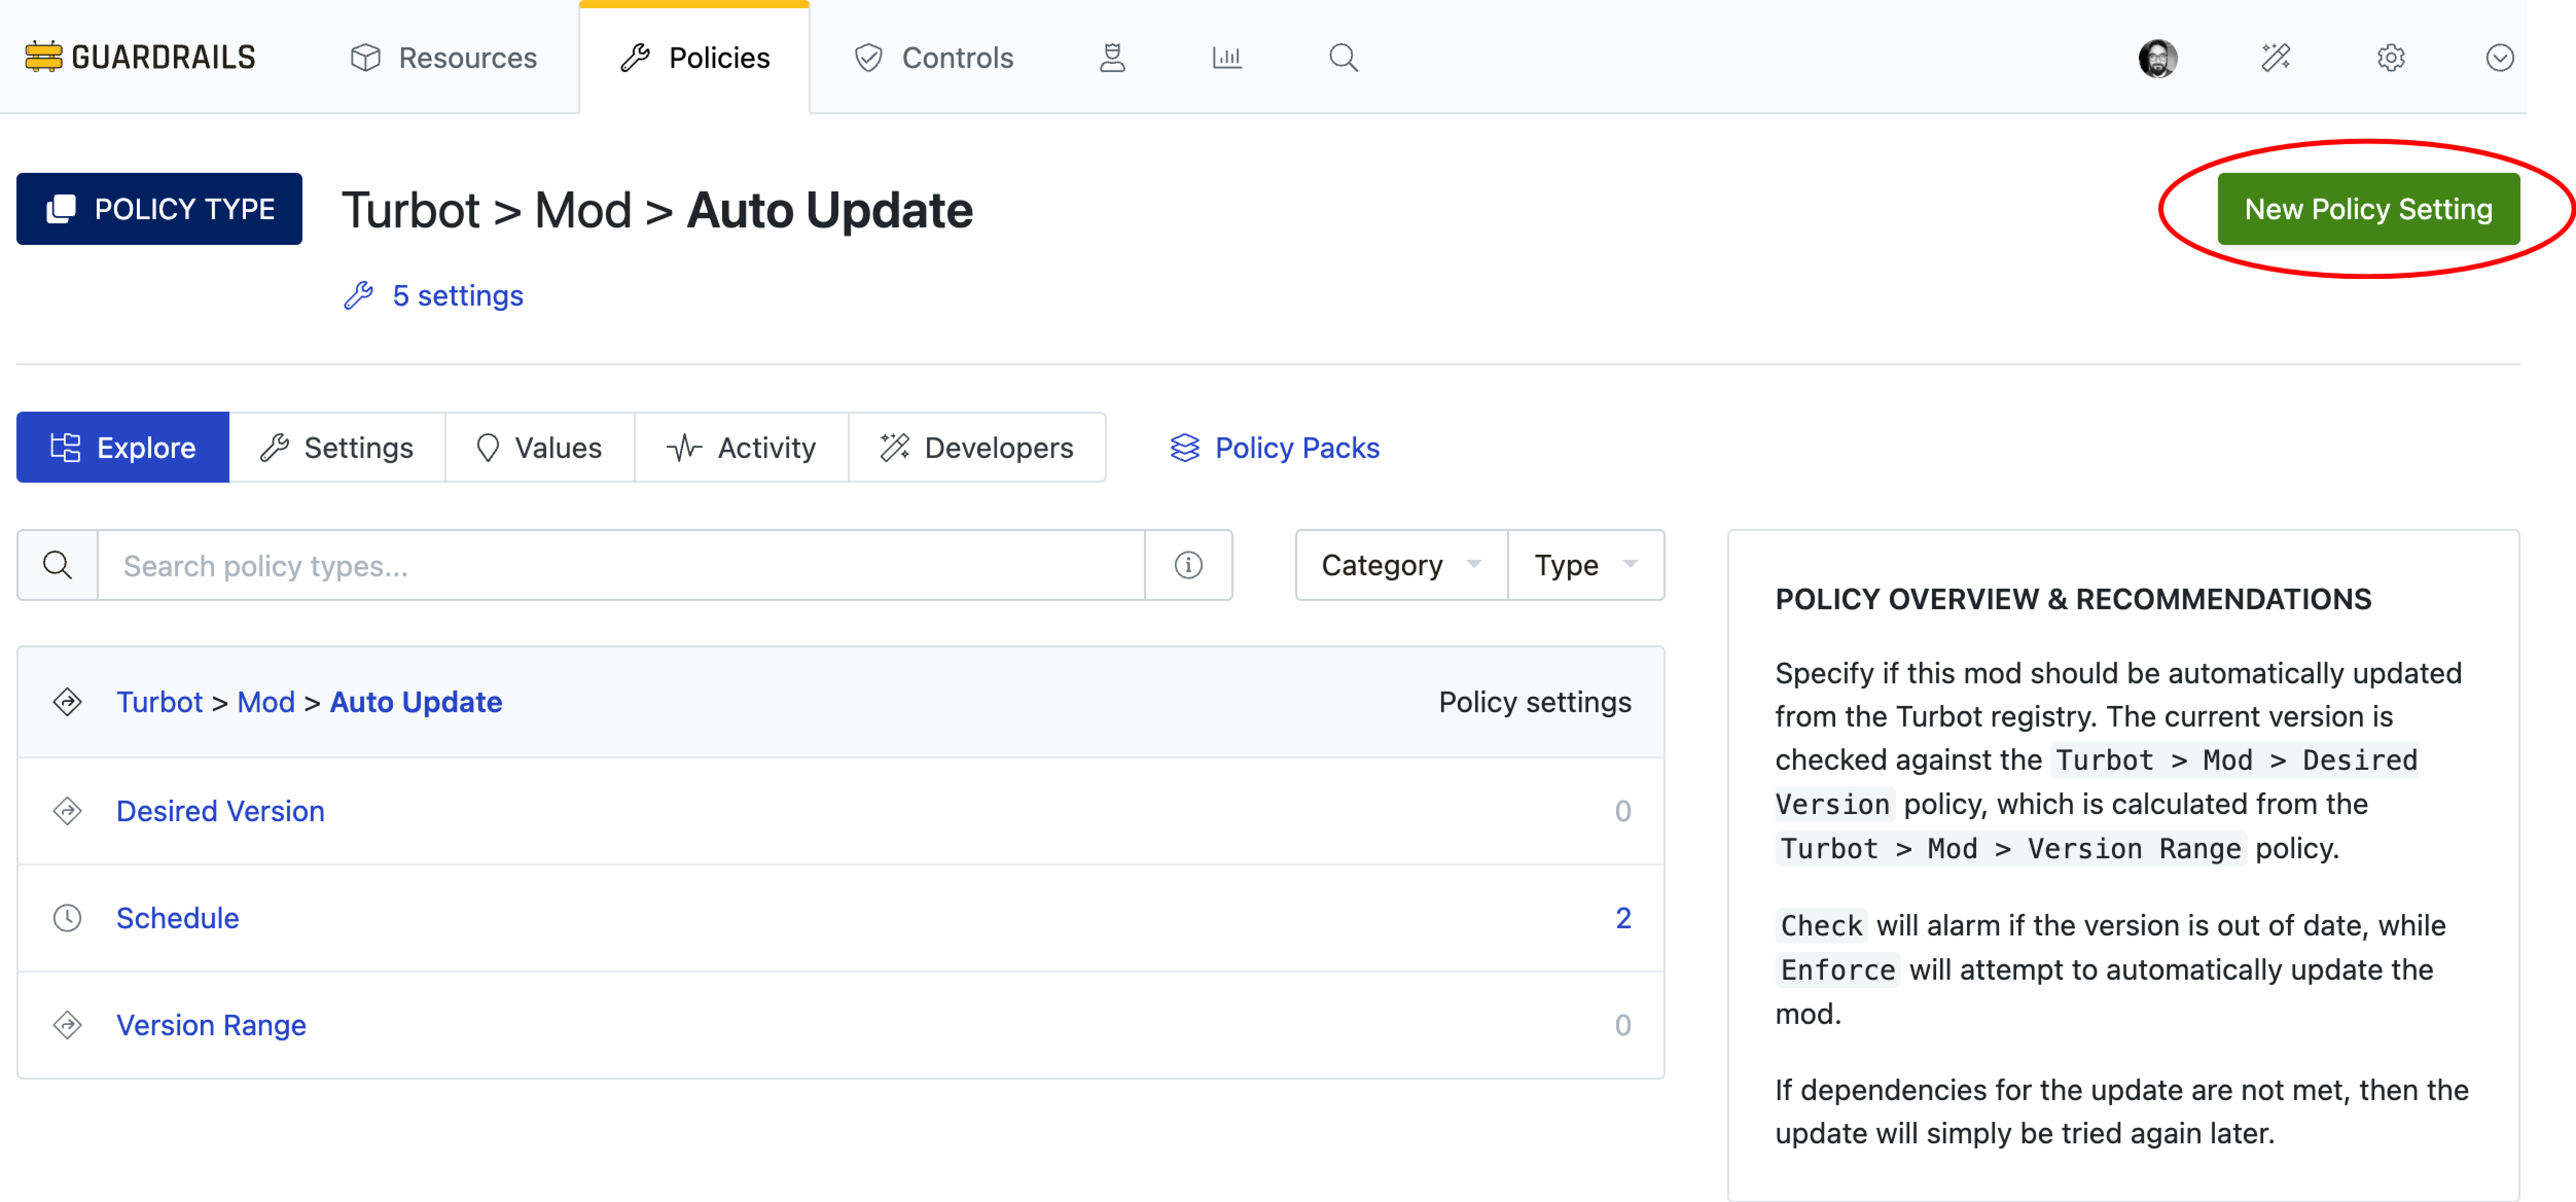 GUARDRAILS
Resources
Policies
Controls
POLICY TYPE
Turbot > Mod > Auto Update
New Policy Setting
5 settings
Explore
Settings
Values
Activity
Developers
Policy Packs
Search policy types...
Category
Type
Turbot > Mod > Auto Update
Policy settings
Desired Version
0
Schedule
2
Version Range
0
POLICY OVERVIEW & RECOMMENDATIONS
Specify if this mod should be automatically updated
from the Turbot registry. The current version is
checked against the Turbot > Mod > Desired
Version policy, which is calculated from the
Turbot > Mod > Version Range policy.
Check will alarm if the version is out of date, while
Enforce will attempt to automatically update the
mod.
If dependencies for the update are not met, then the
update will simply be tried again later.